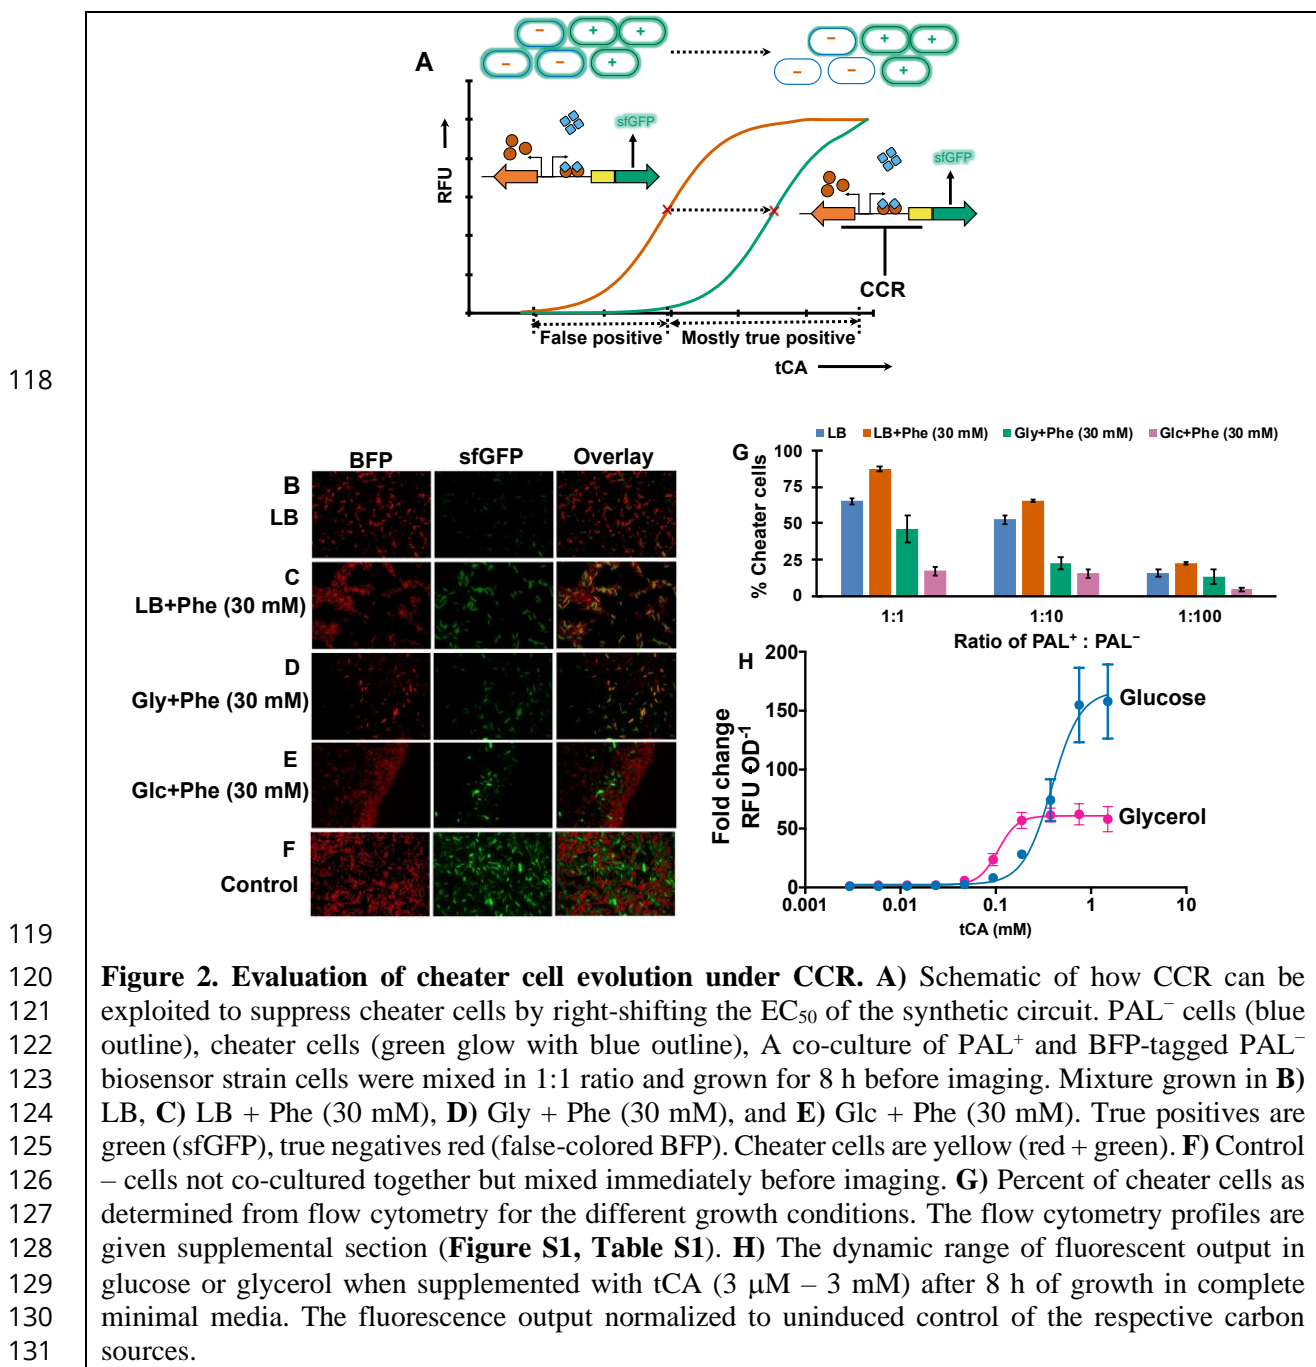 A
− + +
− − +
− + +
− − +
RFU
sfGFP
sfGFP
CCR
False positive
Mostly true positive
tCA
118
BFP sfGFP Overlay
B
LB
C
LB+Phe (30 mM)
D
Gly+Phe (30 mM)
E
Glc+Phe (30 mM)
F
Control
G
LB LB+Phe (30 mM) Gly+Phe (30 mM) Glc+Phe (30 mM)
% Cheater cells
100
75
50
25
0
1:1 1:10 1:100
Ratio of PAL⁺ : PAL⁻
H
Fold change
RFU OD⁻¹
200
150
100
50
0
Glucose
Glycerol
0.001 0.01 0.1 1 10
tCA (mM)
119
120 Figure 2. Evaluation of cheater cell evolution under CCR. A) Schematic of how CCR can be
121 exploited to suppress cheater cells by right-shifting the EC₅₀ of the synthetic circuit. PAL⁻ cells (blue
122 outline), cheater cells (green glow with blue outline), A co-culture of PAL⁺ and BFP-tagged PAL⁻
123 biosensor strain cells were mixed in 1:1 ratio and grown for 8 h before imaging. Mixture grown in B)
124 LB, C) LB + Phe (30 mM), D) Gly + Phe (30 mM), and E) Glc + Phe (30 mM). True positives are
125 green (sfGFP), true negatives red (false-colored BFP). Cheater cells are yellow (red + green). F) Control
126 – cells not co-cultured together but mixed immediately before imaging. G) Percent of cheater cells as
127 determined from flow cytometry for the different growth conditions. The flow cytometry profiles are
128 given supplemental section (Figure S1, Table S1). H) The dynamic range of fluorescent output in
129 glucose or glycerol when supplemented with tCA (3 μM – 3 mM) after 8 h of growth in complete
130 minimal media. The fluorescence output normalized to uninduced control of the respective carbon
131 sources.